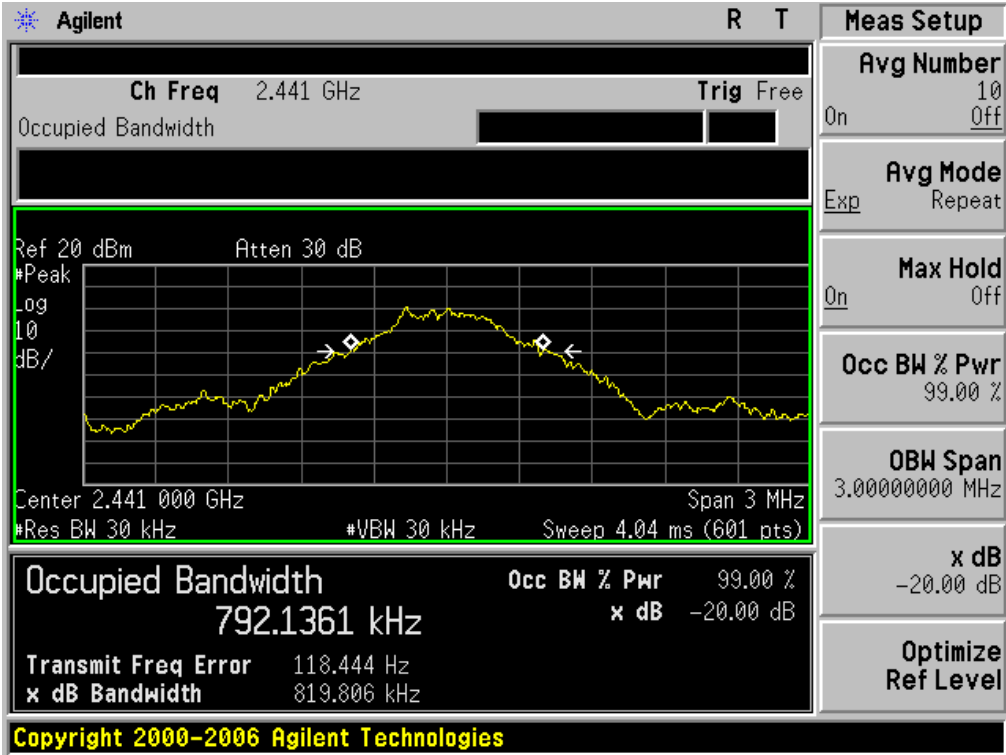 Agilent R T
Ch Freq 2.441 GHz Trig Free
Occupied Bandwidth
Ref 20 dBm Atten 30 dB
#Peak
Log
10
dB/
Center 2.441 000 GHz Span 3 MHz
#Res BW 30 kHz #VBW 30 kHz Sweep 4.04 ms (601 pts)
Occupied Bandwidth Occ BW % Pwr 99.00 %
792.1361 kHz x dB -20.00 dB
Transmit Freq Error 118.444 Hz
x dB Bandwidth 819.806 kHz
Copyright 2000-2006 Agilent Technologies
Meas Setup
Avg Number
10
On Off
Avg Mode
Exp Repeat
Max Hold
On Off
Occ BW % Pwr
99.00 %
OBW Span
3.00000000 MHz
x dB
-20.00 dB
Optimize
Ref Level